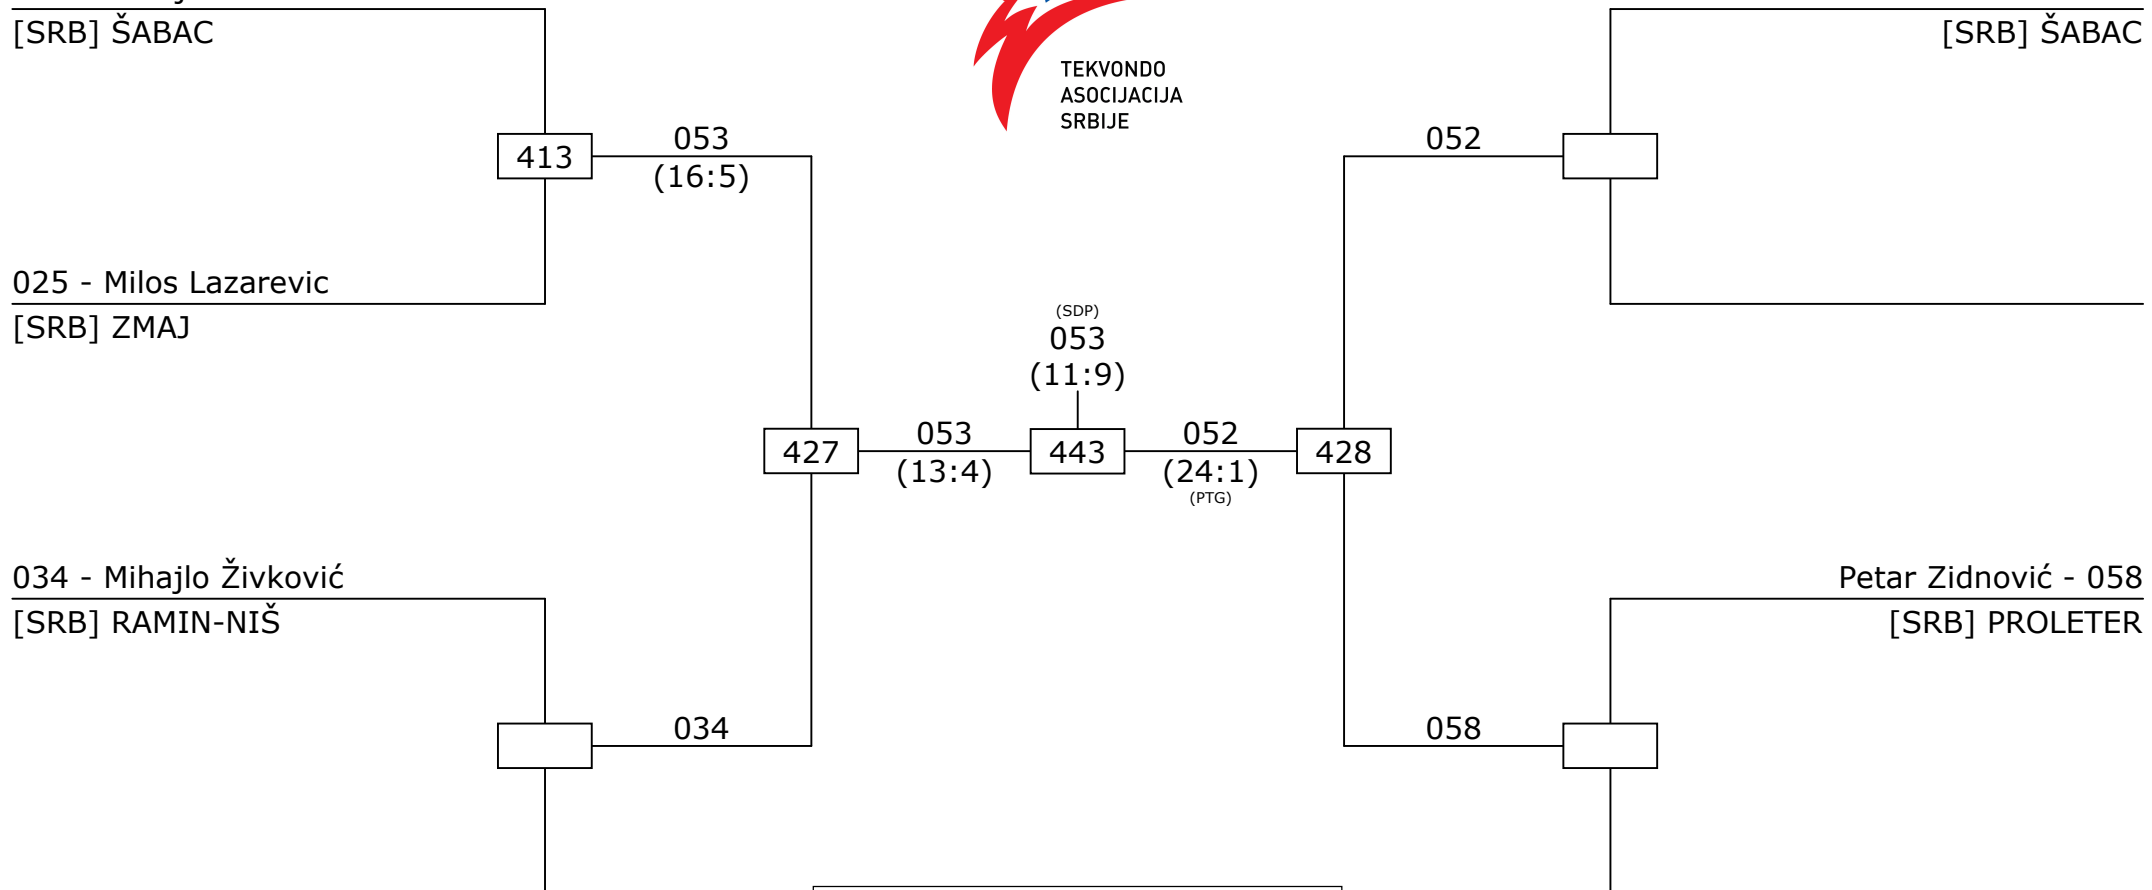 [SRB] ŠABAC
[SRB] ŠABAC
TEKVONDO
ASOCIJACIJA
SRBIJE
413
053
(16:5)
052
025 - Milos Lazarevic
[SRB] ZMAJ
(SDP)
053
(11:9)
427
053
(13:4)
443
052
(24:1)
(PTG)
428
034 - Mihajlo Živković
[SRB] RAMIN-NIŠ
Petar Zidnović - 058
[SRB] PROLETER
034
058